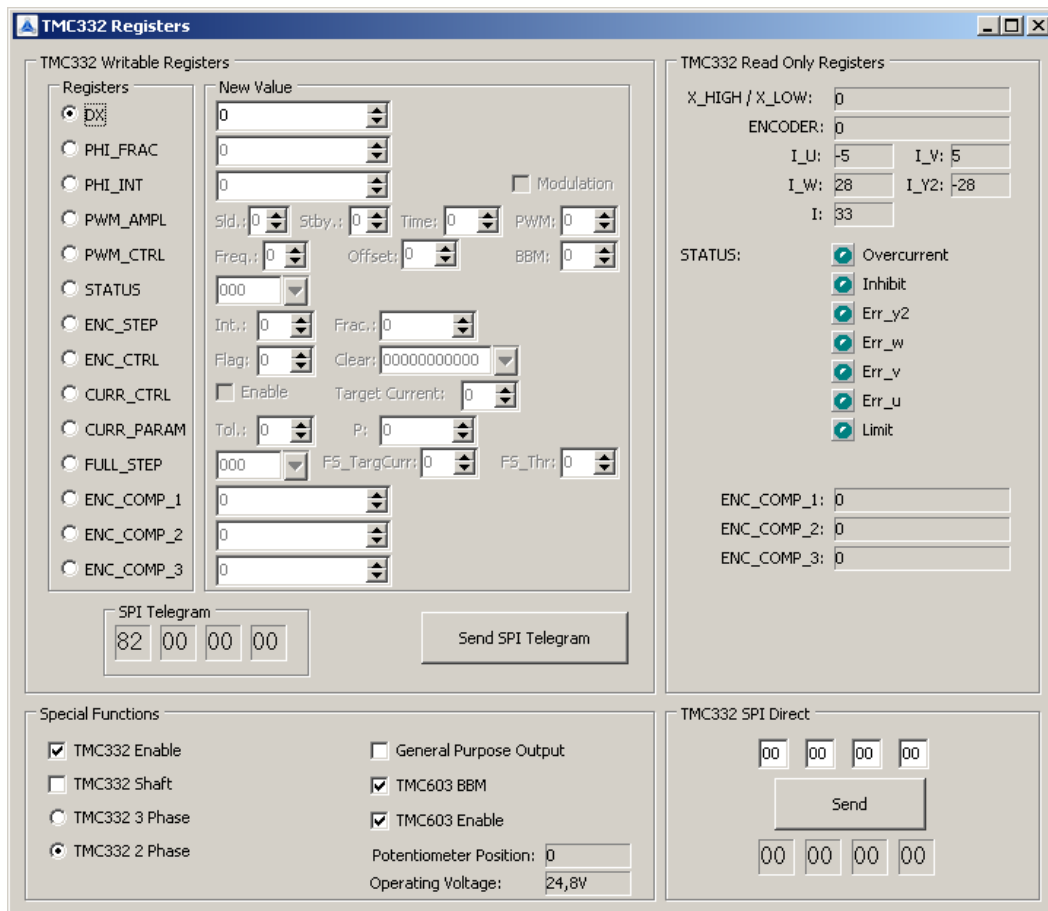 TMC332 Registers
TMC332 Writable Registers
Registers
New Value
DX
0
PHI_FRAC
0
PHI_INT
0
Modulation
PWM_AMPL
Sld.: 0 Stby.: 0 Time: 0 PWM: 0
PWM_CTRL
Freq.: 0 Offset: 0 BBM: 0
STATUS
000
ENC_STEP
Int.: 0 Frac.: 0
ENC_CTRL
Flag: 0 Clear: 00000000000
CURR_CTRL
Enable Target Current: 0
CURR_PARAM
Tol.: 0 P: 0
FULL_STEP
000 FS_TargCurr: 0 FS_Thr: 0
ENC_COMP_1
0
ENC_COMP_2
0
ENC_COMP_3
0
SPI Telegram
82 00 00 00
Send SPI Telegram
TMC332 Read Only Registers
X_HIGH / X_LOW: 0
ENCODER: 0
I_U: -5 I_V: 5
I_W: 28 I_Y2: -28
I: 33
STATUS: Overcurrent
Inhibit
Err_y2
Err_w
Err_v
Err_u
Limit
ENC_COMP_1: 0
ENC_COMP_2: 0
ENC_COMP_3: 0
Special Functions
TMC332 Enable
TMC332 Shaft
TMC332 3 Phase
TMC332 2 Phase
General Purpose Output
TMC603 BBM
TMC603 Enable
Potentiometer Position: 0
Operating Voltage: 24,8V
TMC332 SPI Direct
00 00 00 00
Send
00 00 00 00